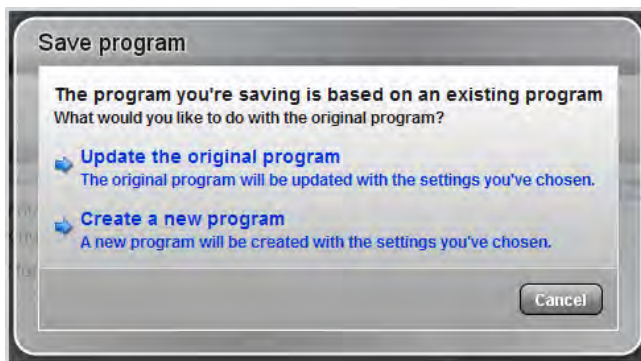 Save program
The program you're saving is based on an existing program
What would you like to do with the original program?
Update the original program
The original program will be updated with the settings you've chosen.
Create a new program
A new program will be created with the settings you've chosen.
Cancel